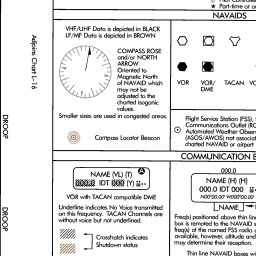 ★ Part-time or on
NAVAIDS
VHF/UHF Data is depicted in BLACK
LF/MF Data is depicted in BROWN
COMPASS ROSE
and/or NORTH
ARROW
Oriented to
Magnetic North
of NAVAID which
may not be
adjusted to the
charted isogonic
values.
Smaller sizes are used in congested areas.
Compass Locator Beacon
VOR
VOR/
DME
TACAN
Flight Service Station (FSS),
Communications Outlet (RC
Automated Weather Obser
(ASOS/AWOS) not associat
charted NAVAID or airport
COMMUNICATION B
NAME (VL) (T)
000.0 IDT 000 (Y)
VOR with TACAN compatible DME
Underline indicates No Voice transmitted
on this frequency. TACAN Channels are
without voice but not underlined.
Crosshatch indicates
Shutdown status
000.0
NAME (H) (H)
000.0 IDT 000
N00°00.00' W000°00.00'
NAME
Freq(s) positioned above thin line
box is remoted to the NAVAID s
freq(s) at the named FSS radio
available, however, altitude and
may determine their reception.
Thin line NAVAID boxes wi
Adjoins Chart L-16
DROOP
DROOP